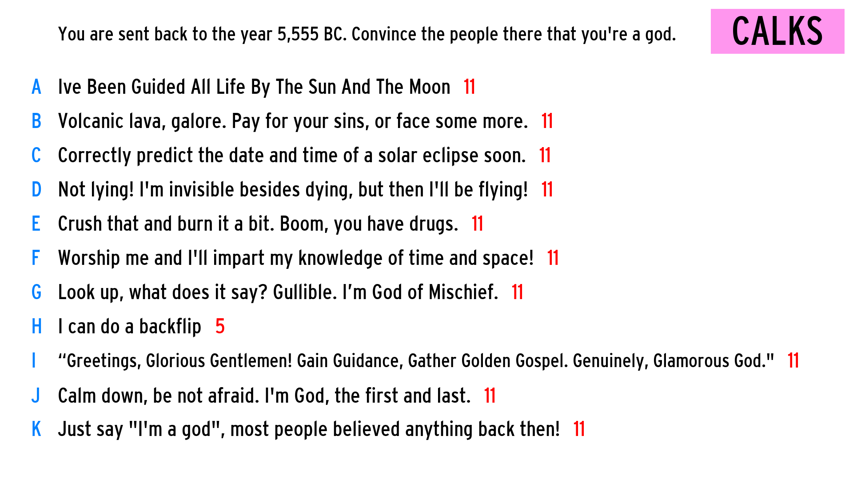 You are sent back to the year 5,555 BC. Convince the people there that you're a god.
CALKS
A Ive Been Guided All Life By The Sun And The Moon 11
B Volcanic lava, galore. Pay for your sins, or face some more. 11
C Correctly predict the date and time of a solar eclipse soon. 11
D Not lying! I'm invisible besides dying, but then I'll be flying! 11
E Crush that and burn it a bit. Boom, you have drugs. 11
F Worship me and I'll impart my knowledge of time and space! 11
G Look up, what does it say? Gullible. I’m God of Mischief. 11
H I can do a backflip 5
I “Greetings, Glorious Gentlemen! Gain Guidance, Gather Golden Gospel. Genuinely, Glamorous God." 11
J Calm down, be not afraid. I'm God, the first and last. 11
K Just say "I'm a god", most people believed anything back then! 11